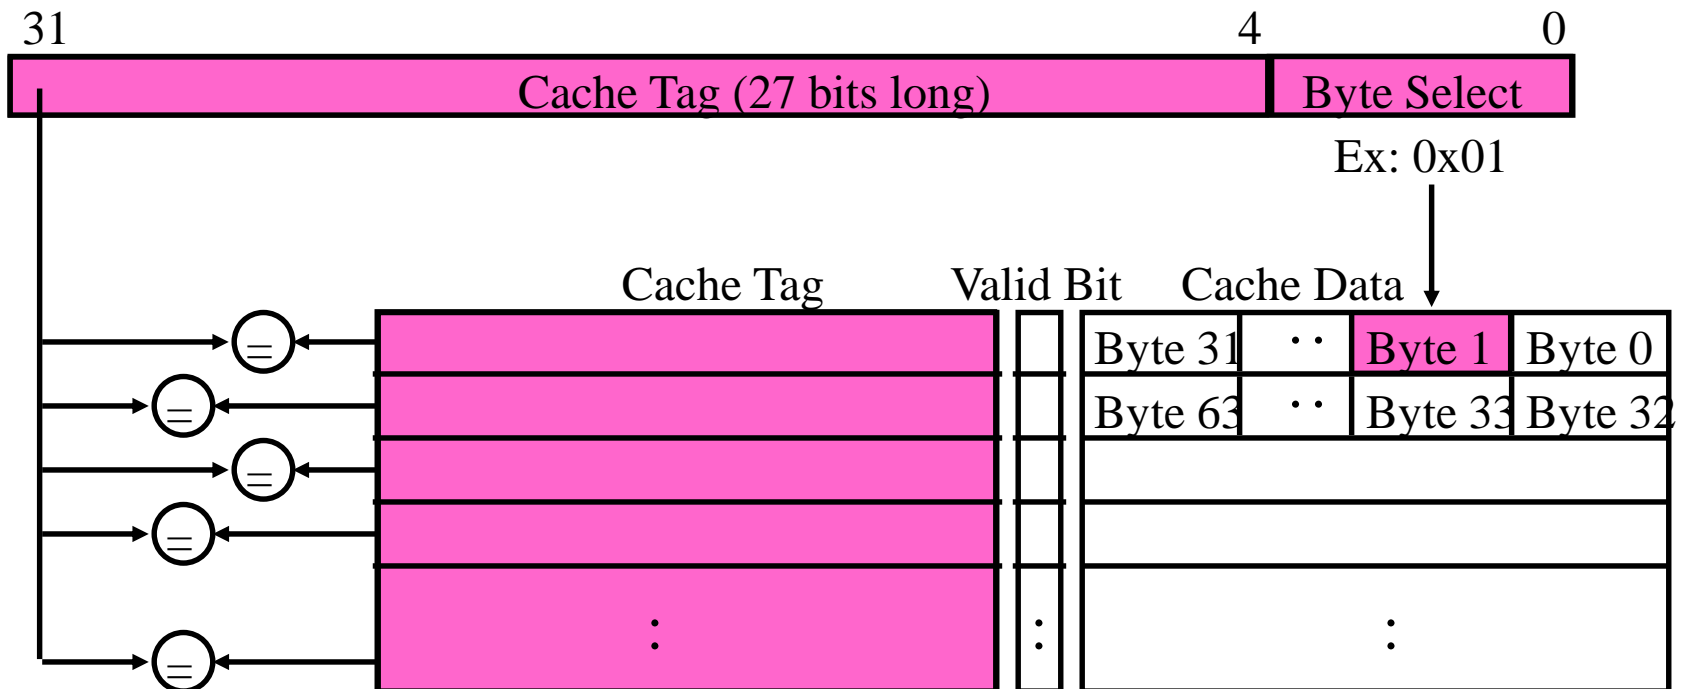 31 4 0
Cache Tag (27 bits long) Byte Select
Ex: 0x01
Cache Tag Valid Bit Cache Data
= Byte 31 .. Byte 1 Byte 0
= Byte 63 .. Byte 33 Byte 32
=
=
: : :
=